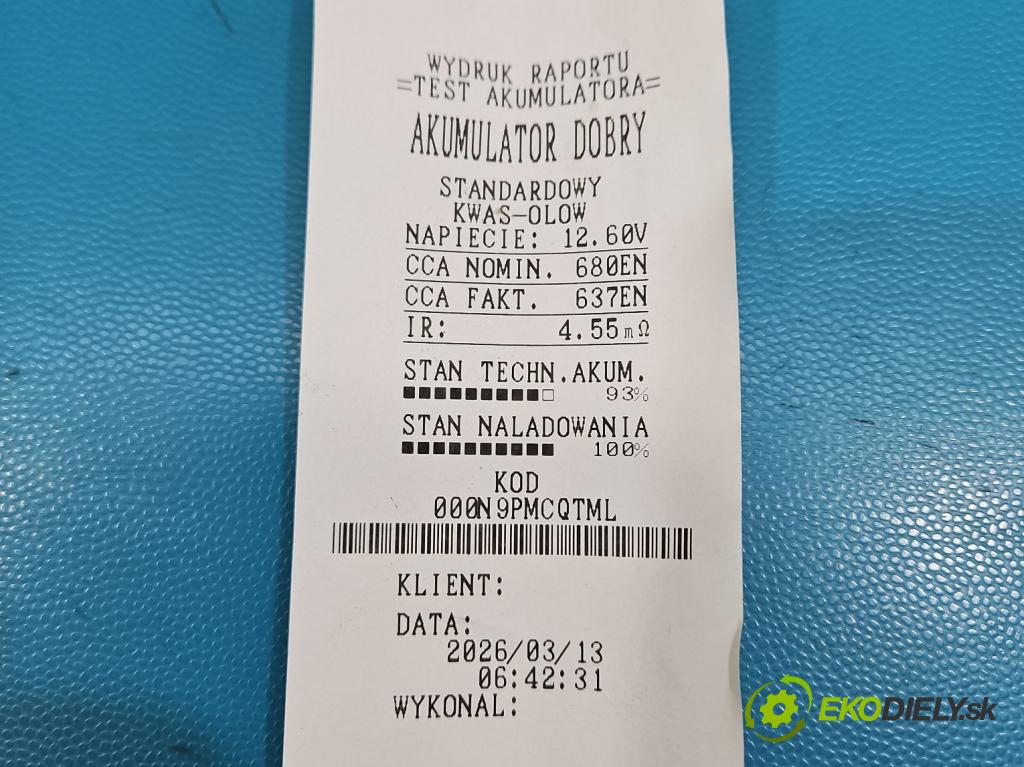 WYDRUK RAPORTU
=TEST AKUMULATORA=
AKUMULATOR DOBRY
STANDARDOWY
KWAS-OLOW
NAPIECIE: 12.60V
CCA NOMIN. 680EN
CCA FAKT. 637EN
IR: 4.55mΩ
STAN TECHN.AKUM.
93%
STAN NALADOWANIA
100%
KOD
000N9PMCQTML
KLIENT:
DATA:
2026/03/13
06:42:31
WYKONAL:
EKODIELY.sk